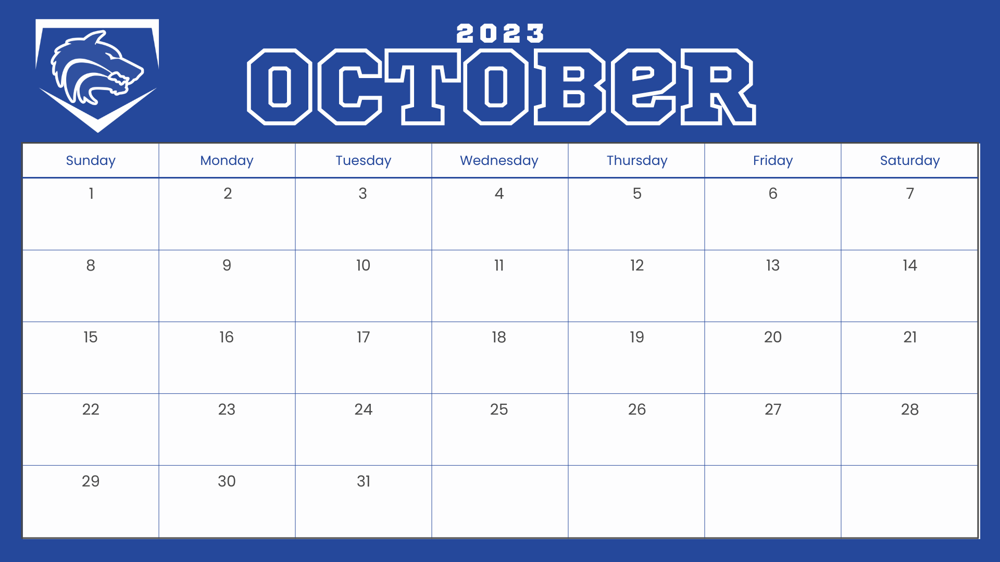 2023
OCTOBeR
Sunday Monday Tuesday Wednesday Thursday Friday Saturday
1 2 3 4 5 6 7
8 9 10 11 12 13 14
15 16 17 18 19 20 21
22 23 24 25 26 27 28
29 30 31